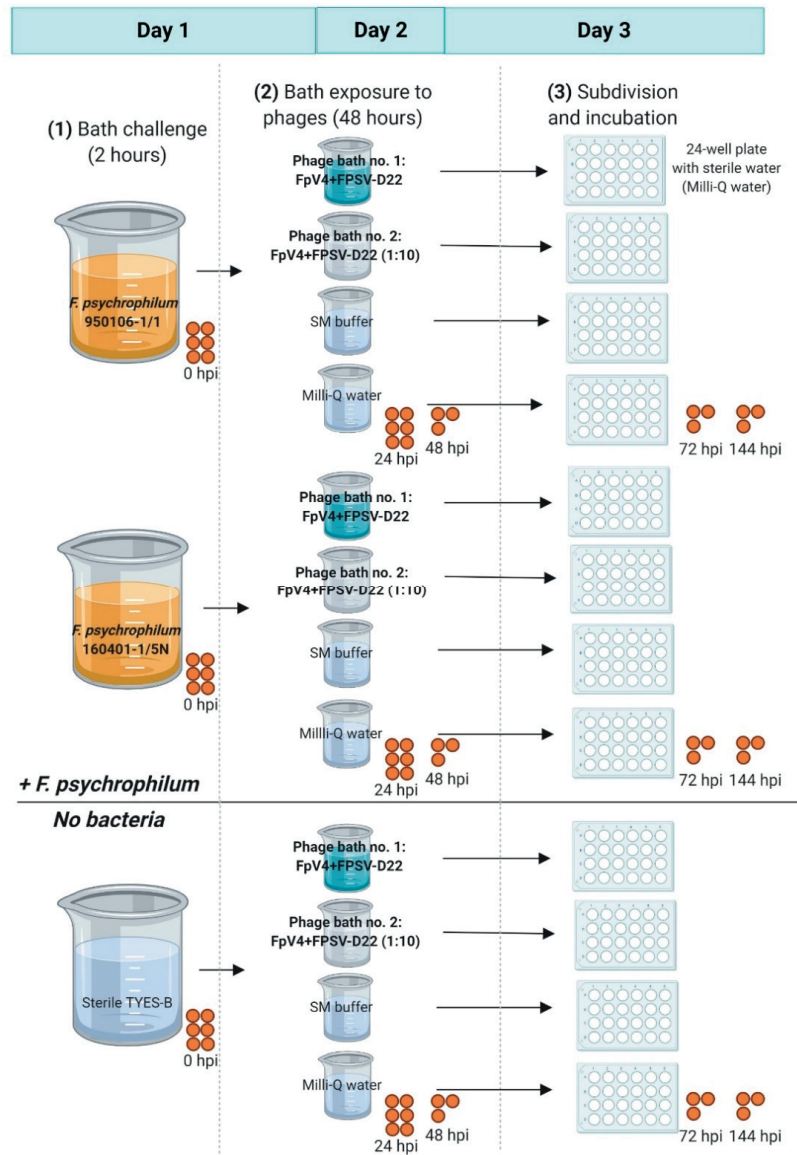 Day 1
Day 2
Day 3
(1) Bath challenge
(2 hours)
(2) Bath exposure to
phages (48 hours)
(3) Subdivision
and incubation
Phage bath no. 1:
FpV4+FPSV-D22
24-well plate
with sterile water
(Milli-Q water)
Phage bath no. 2:
FpV4+FPSV-D22 (1:10)
F. psychrophilum
950106-1/1
0 hpi
SM buffer
Milli-Q water
24 hpi
48 hpi
72 hpi
144 hpi
Phage bath no. 1:
FpV4+FPSV-D22
Phage bath no. 2:
FpV4+FPSV-D22 (1:10)
F. psychrophilum
160401-1/5N
0 hpi
SM buffer
Millli-Q water
24 hpi
48 hpi
72 hpi
144 hpi
+ F. psychrophilum
No bacteria
Phage bath no. 1:
FpV4+FPSV-D22
Phage bath no. 2:
FpV4+FPSV-D22 (1:10)
Sterile TYES-B
0 hpi
SM buffer
Milli-Q water
24 hpi
48 hpi
72 hpi
144 hpi